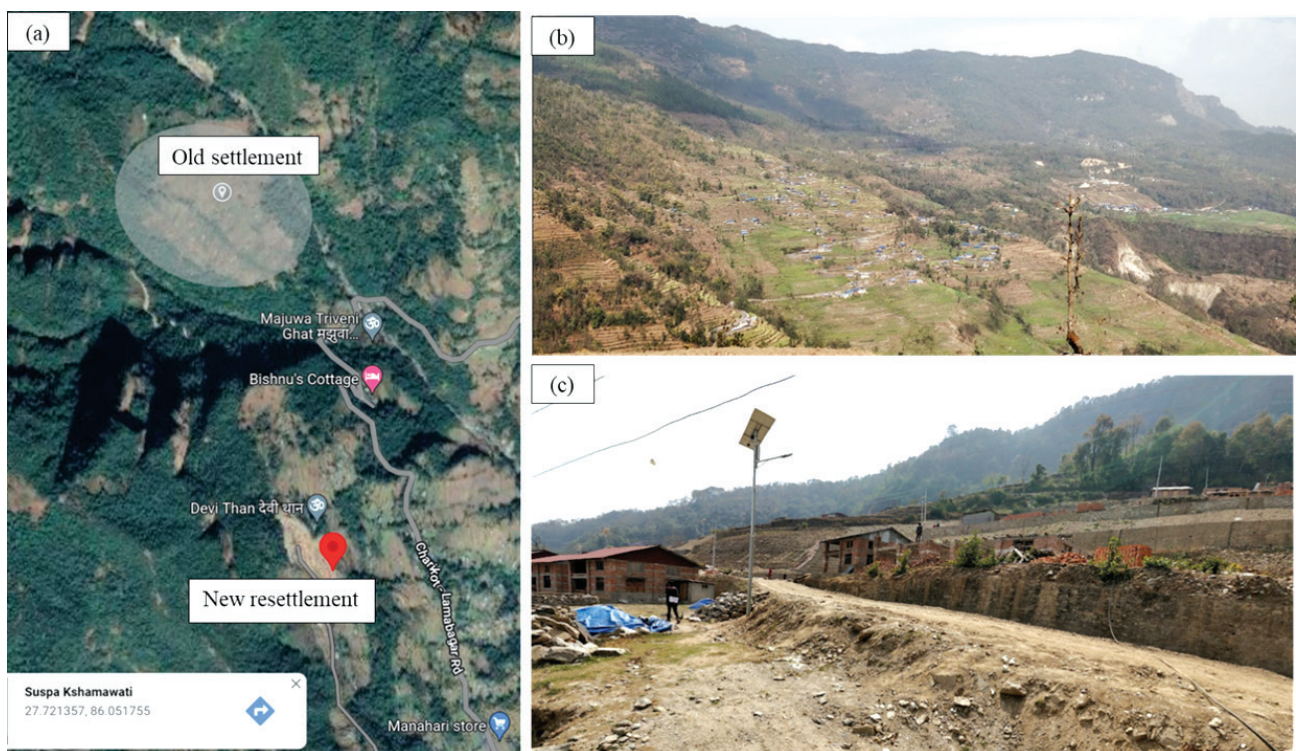 (a)
Old settlement
Majuwa Triveni
Ghat मझुवा...
Bishnu's Cottage
Devi Than देवी थान
New resettlement
Charikot - Lamabagar Rd
Suspa Kshamawati
27.721357, 86.051755
Manahari store
(b)
(c)